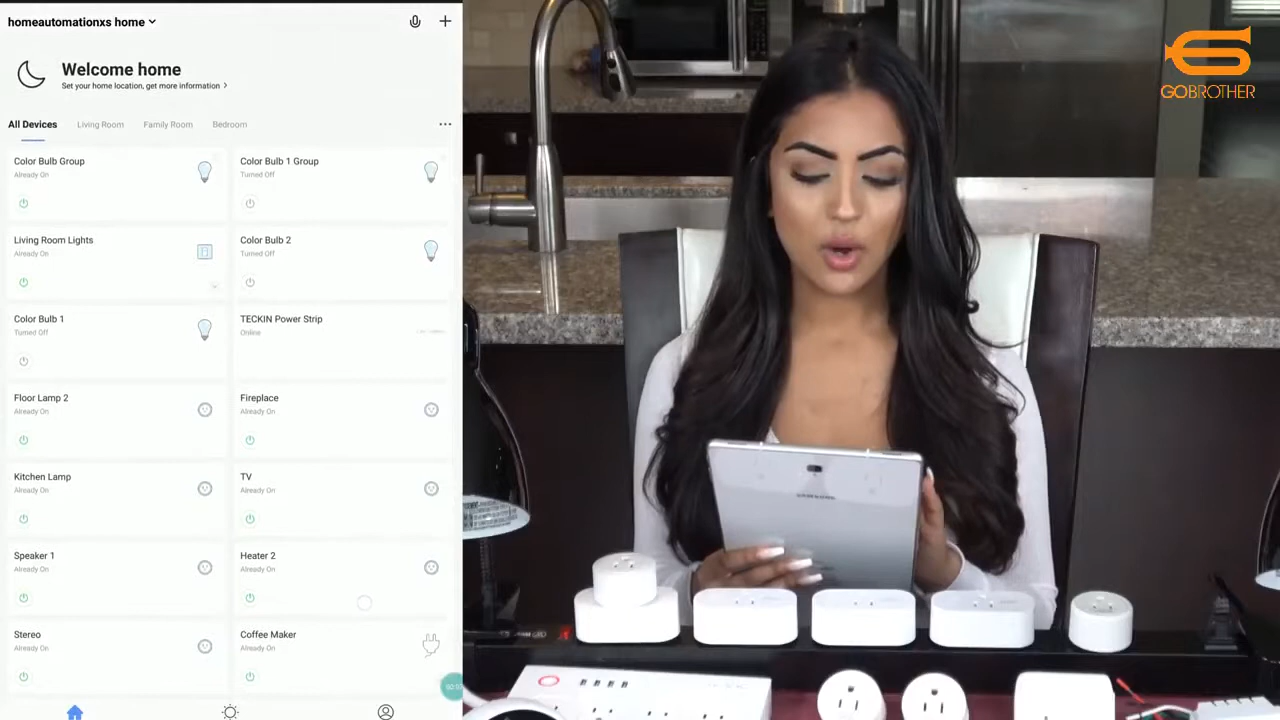 homeautomationxs home
Welcome home
Set your home location, get more information >
All Devices
Living Room
Family Room
Bedroom
Color Bulb Group
Already On
Color Bulb 1 Group
Turned Off
Living Room Lights
Already On
Color Bulb 2
Turned Off
Color Bulb 1
Turned Off
TECKIN Power Strip
Online
Floor Lamp 2
Already On
Fireplace
Already On
Kitchen Lamp
Already On
TV
Already On
Speaker 1
Already On
Heater 2
Already On
Stereo
Already On
Coffee Maker
Already On
GOBROTHER
SAMSUNG